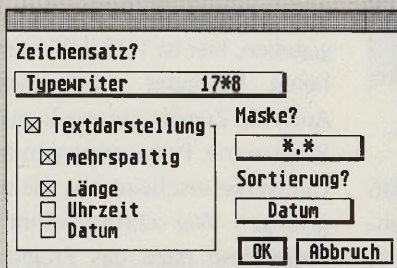 Zeichensatz?
Typewriter 17*8
Textdarstellung
mehrspaltig
Länge
Uhrzeit
Datum
Maske?
*.*
Sortierung?
Datum
OK Abbruch